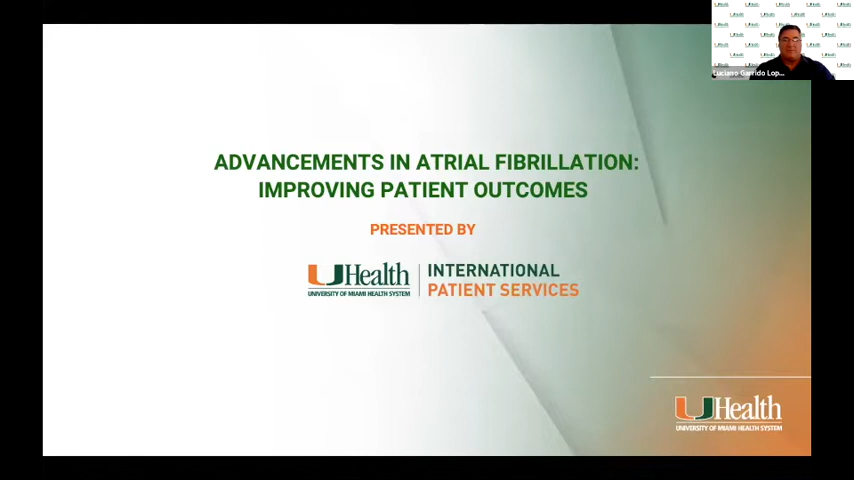 ADVANCEMENTS IN ATRIAL FIBRILLATION:
IMPROVING PATIENT OUTCOMES
PRESENTED BY
UHealth
UNIVERSITY OF MIAMI HEALTH SYSTEM
INTERNATIONAL
PATIENT SERVICES
UHealth
UNIVERSITY OF MIAMI HEALTH SYSTEM
Luciano Garrido Lop...